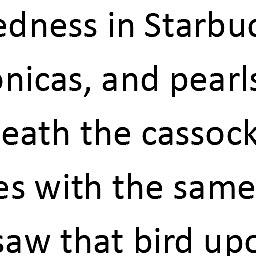 edness in Starbuc
onicas, and pearls
eath the cassock
es with the same
saw that bird upo